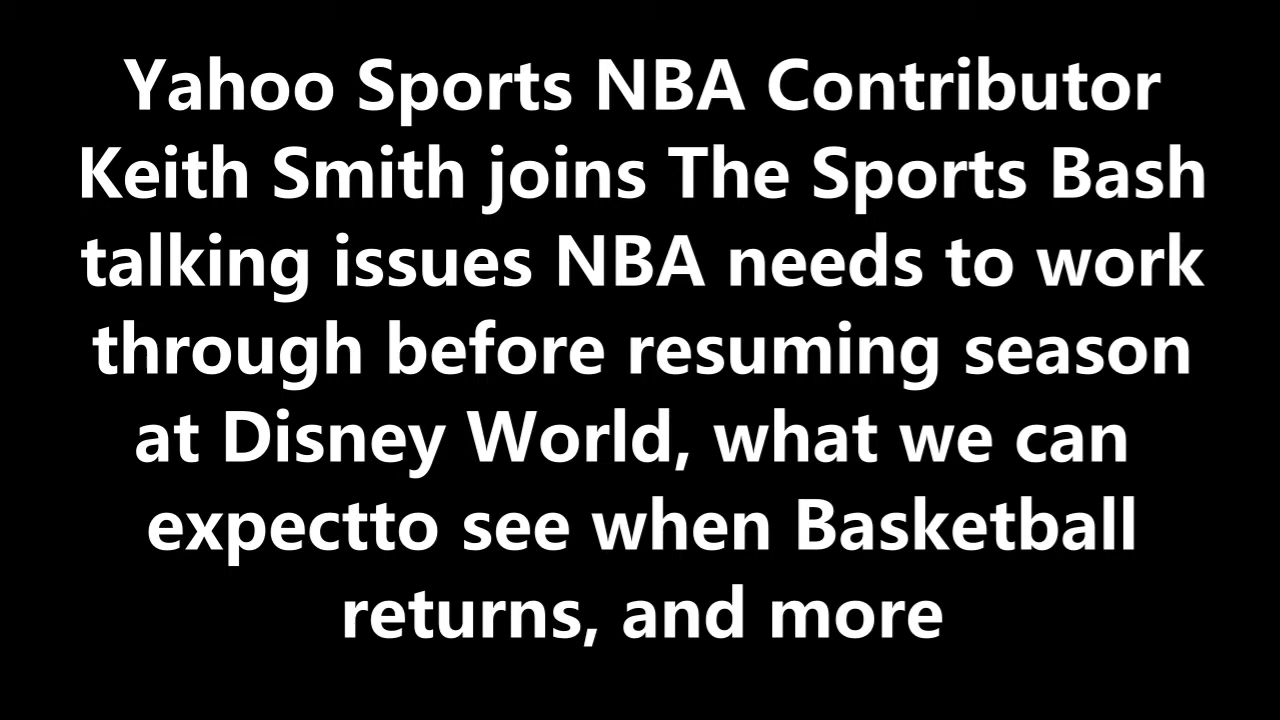 Yahoo Sports NBA Contributor
Keith Smith joins The Sports Bash
talking issues NBA needs to work
through before resuming season
at Disney World, what we can
expectto see when Basketball
returns, and more